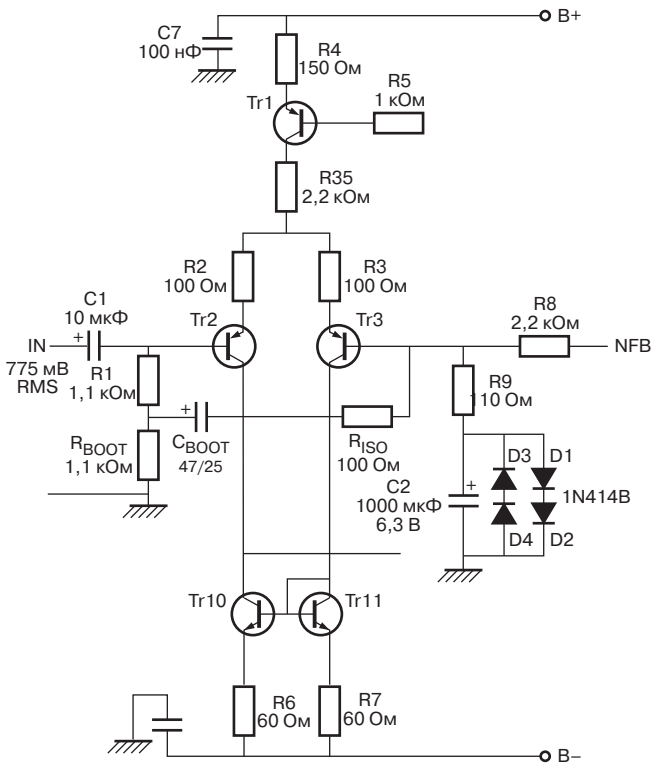 B+
C7
100 нФ
R4
150 Ом
R5
1 кОм
Tr1
R35
2,2 кОм
R2
100 Ом
R3
100 Ом
C1
10 мкФ
Tr2
Tr3
R8
2,2 кОм
IN
+
NFB
775 мВ
RMS
R1
1,1 кОм
R9
110 Ом
+
RBOOT
1,1 кОм
CBOOT
47/25
RISO
100 Ом
D3
D1
C2
+
1000 мкФ
6,3 В
1N414B
D4
D2
Tr10
Tr11
R6
60 Ом
R7
60 Ом
B–